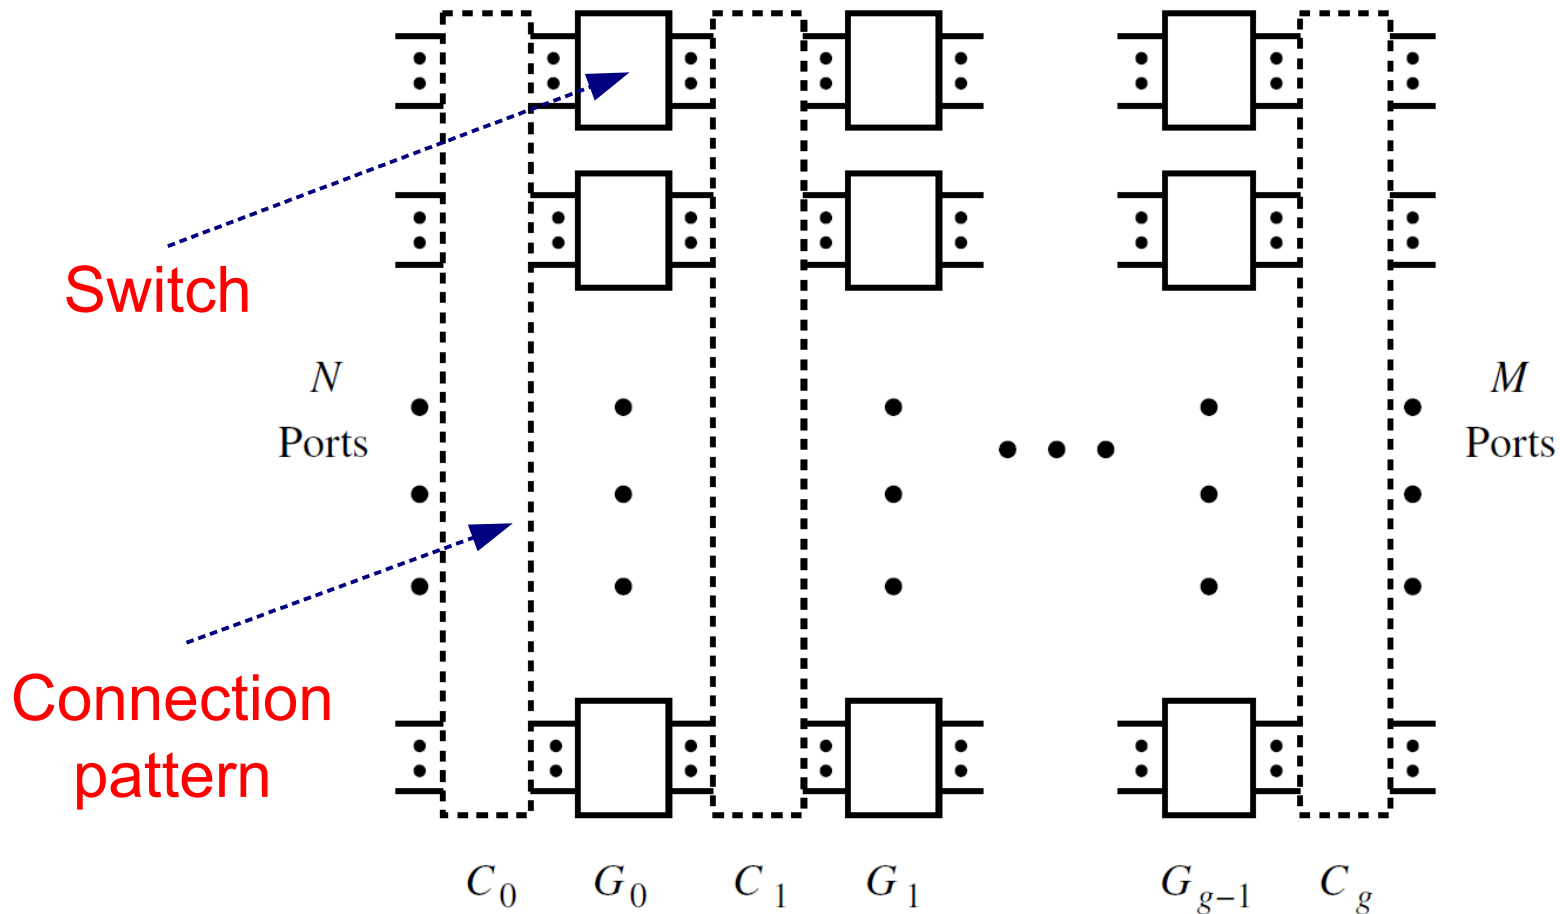 Switch
N
Ports
M
Ports
Connection
pattern
C0 G0 C1 G1 Gg−1 Cg